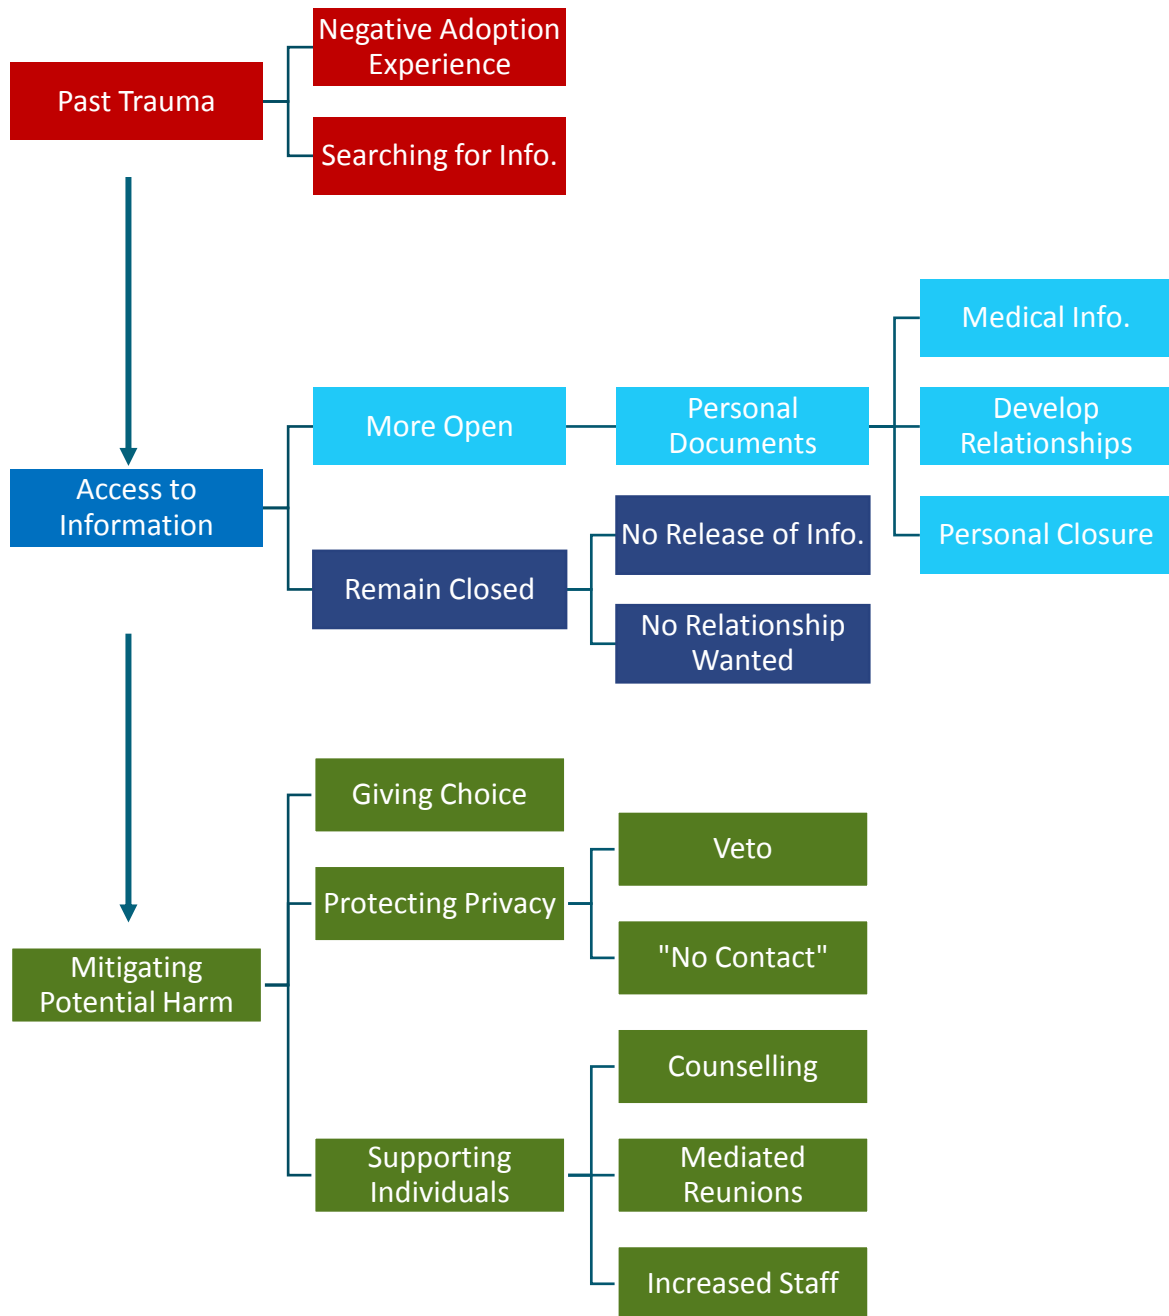 Negative Adoption
Experience
Past Trauma
Searching for Info.
Medical Info.
More Open
Personal
Documents
Develop
Relationships
Access to
Information
No Release of Info.
Personal Closure
Remain Closed
No Relationship
Wanted
Giving Choice
Veto
Protecting Privacy
"No Contact"
Mitigating
Potential Harm
Counselling
Supporting
Individuals
Mediated
Reunions
Increased Staff